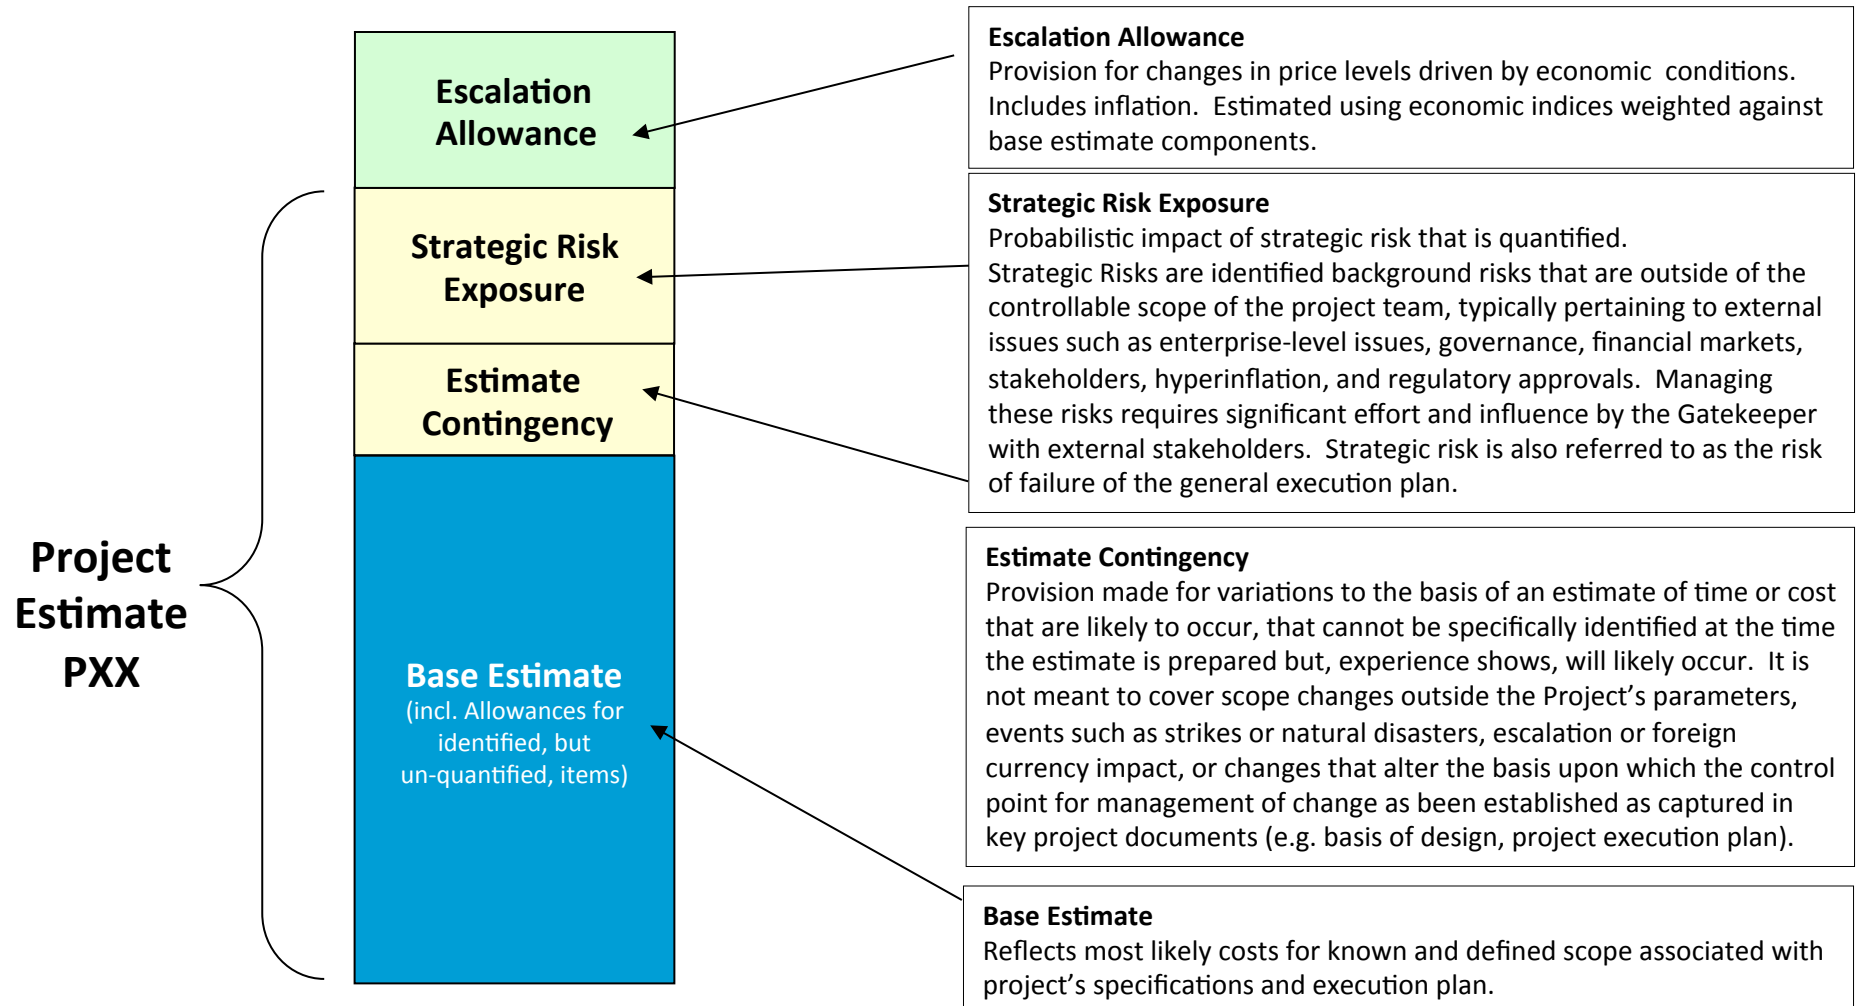 Project
Estimate
PXX
Escalation
Allowance
Strategic Risk
Exposure
Estimate
Contingency
Base Estimate
(incl. Allowances for
identified, but
un-quantified, items)
Escalation Allowance
Provision for changes in price levels driven by economic conditions.
Includes inflation. Estimated using economic indices weighted against
base estimate components.
Strategic Risk Exposure
Probabilistic impact of strategic risk that is quantified.
Strategic Risks are identified background risks that are outside of the
controllable scope of the project team, typically pertaining to external
issues such as enterprise-level issues, governance, financial markets,
stakeholders, hyperinflation, and regulatory approvals. Managing
these risks requires significant effort and influence by the Gatekeeper
with external stakeholders. Strategic risk is also referred to as the risk
of failure of the general execution plan.
Estimate Contingency
Provision made for variations to the basis of an estimate of time or cost
that are likely to occur, that cannot be specifically identified at the time
the estimate is prepared but, experience shows, will likely occur. It is
not meant to cover scope changes outside the Project's parameters,
events such as strikes or natural disasters, escalation or foreign
currency impact, or changes that alter the basis upon which the control
point for management of change as been established as captured in
key project documents (e.g. basis of design, project execution plan).
Base Estimate
Reflects most likely costs for known and defined scope associated with
project's specifications and execution plan.